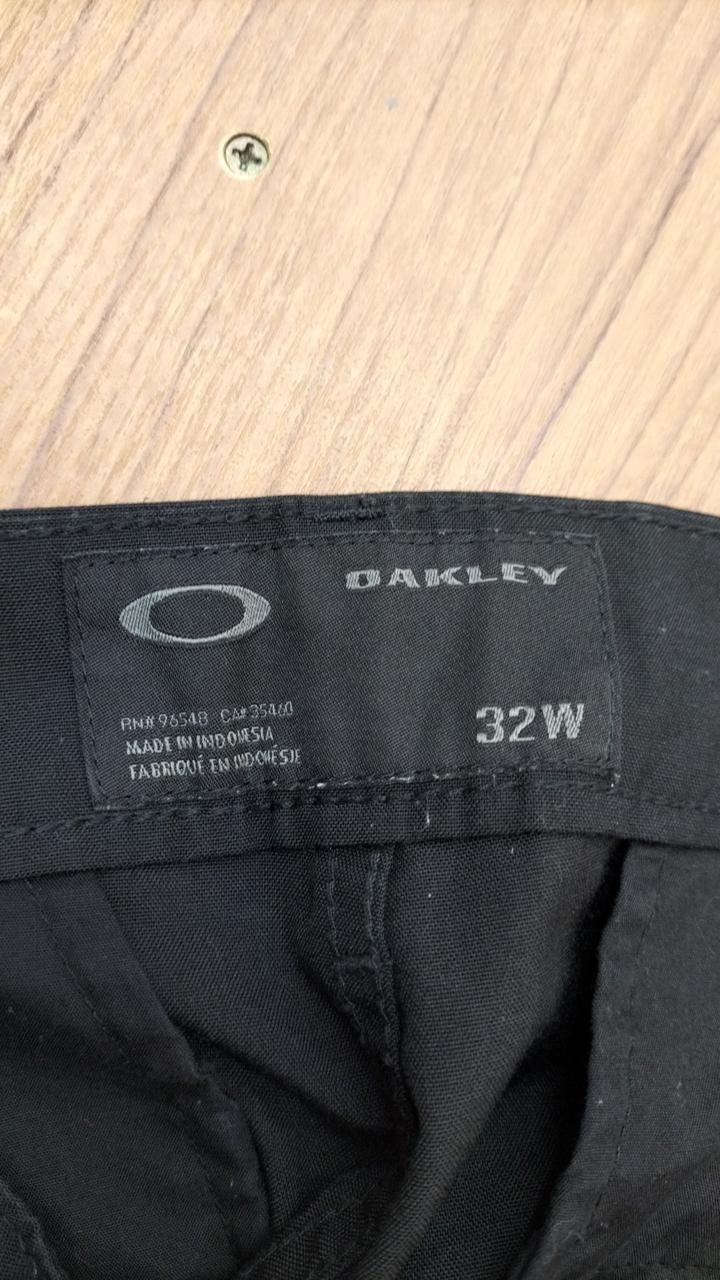 OAKLEY
RN# 96548 CA# 35460
32W
MADE IN INDONESIA
FABRIQUÉ EN INDONÉSIE